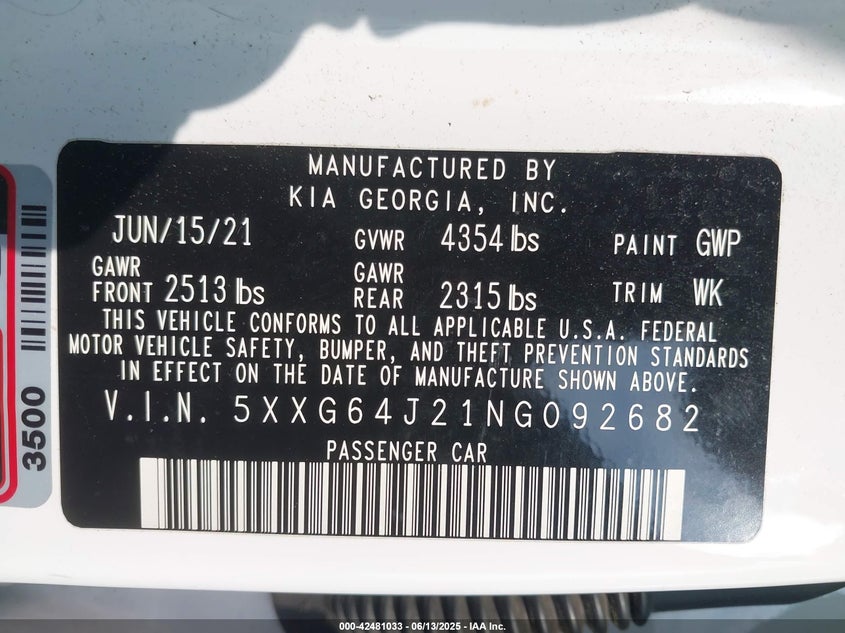 MANUFACTURED BY
KIA GEORGIA, INC.
JUN/15/21 GVWR 4354 lbs PAINT GWP
GAWR FRONT 2513 lbs GAWR REAR 2315 lbs TRIM WK
THIS VEHICLE CONFORMS TO ALL APPLICABLE U.S.A. FEDERAL
MOTOR VEHICLE SAFETY, BUMPER, AND THEFT PREVENTION STANDARDS
IN EFFECT ON THE DATE OF MANUFACTURE SHOWN ABOVE.
V.I.N. 5XXG64J21NG092682
PASSENGER CAR
3500
000-42481033 - 06/13/2025 - IAA Inc.